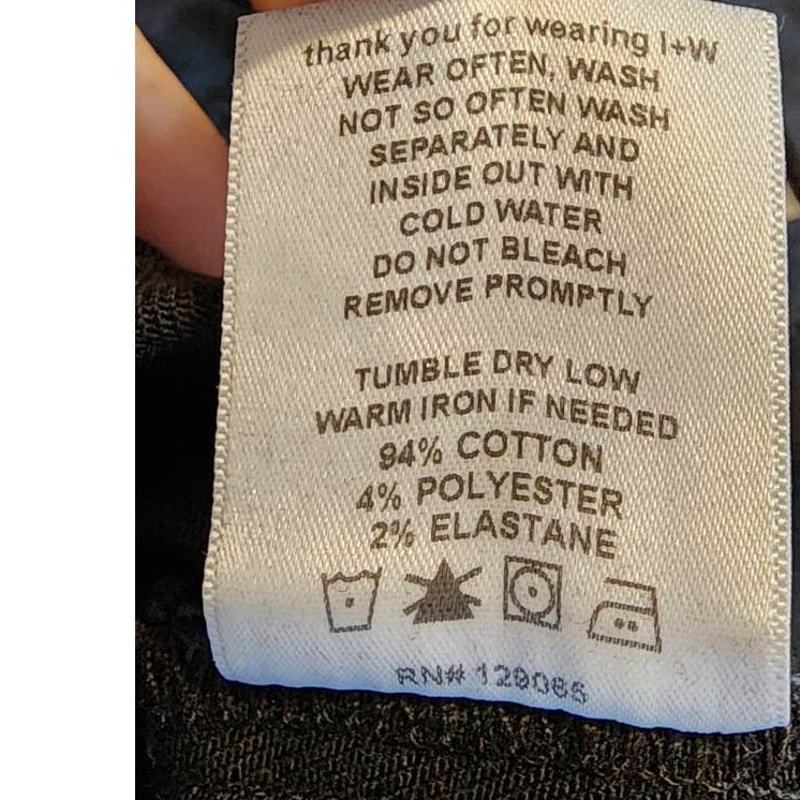 thank you for wearing I+W
WEAR OFTEN, WASH
NOT SO OFTEN WASH
SEPARATELY AND
INSIDE OUT WITH
COLD WATER
DO NOT BLEACH
REMOVE PROMPTLY
TUMBLE DRY LOW
WARM IRON IF NEEDED
94% COTTON
4% POLYESTER
2% ELASTANE
RN# 129085